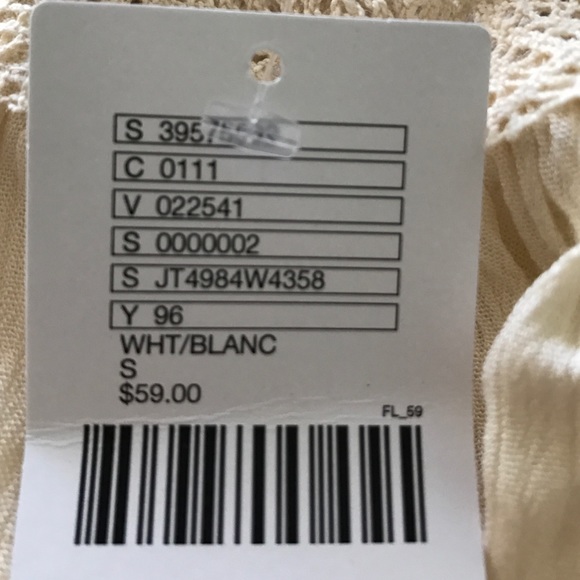 S
C 0111
V 022541
S 0000002
S JT4984W4358
Y 96
WHT/BLANC
S
$59.00
FL_59